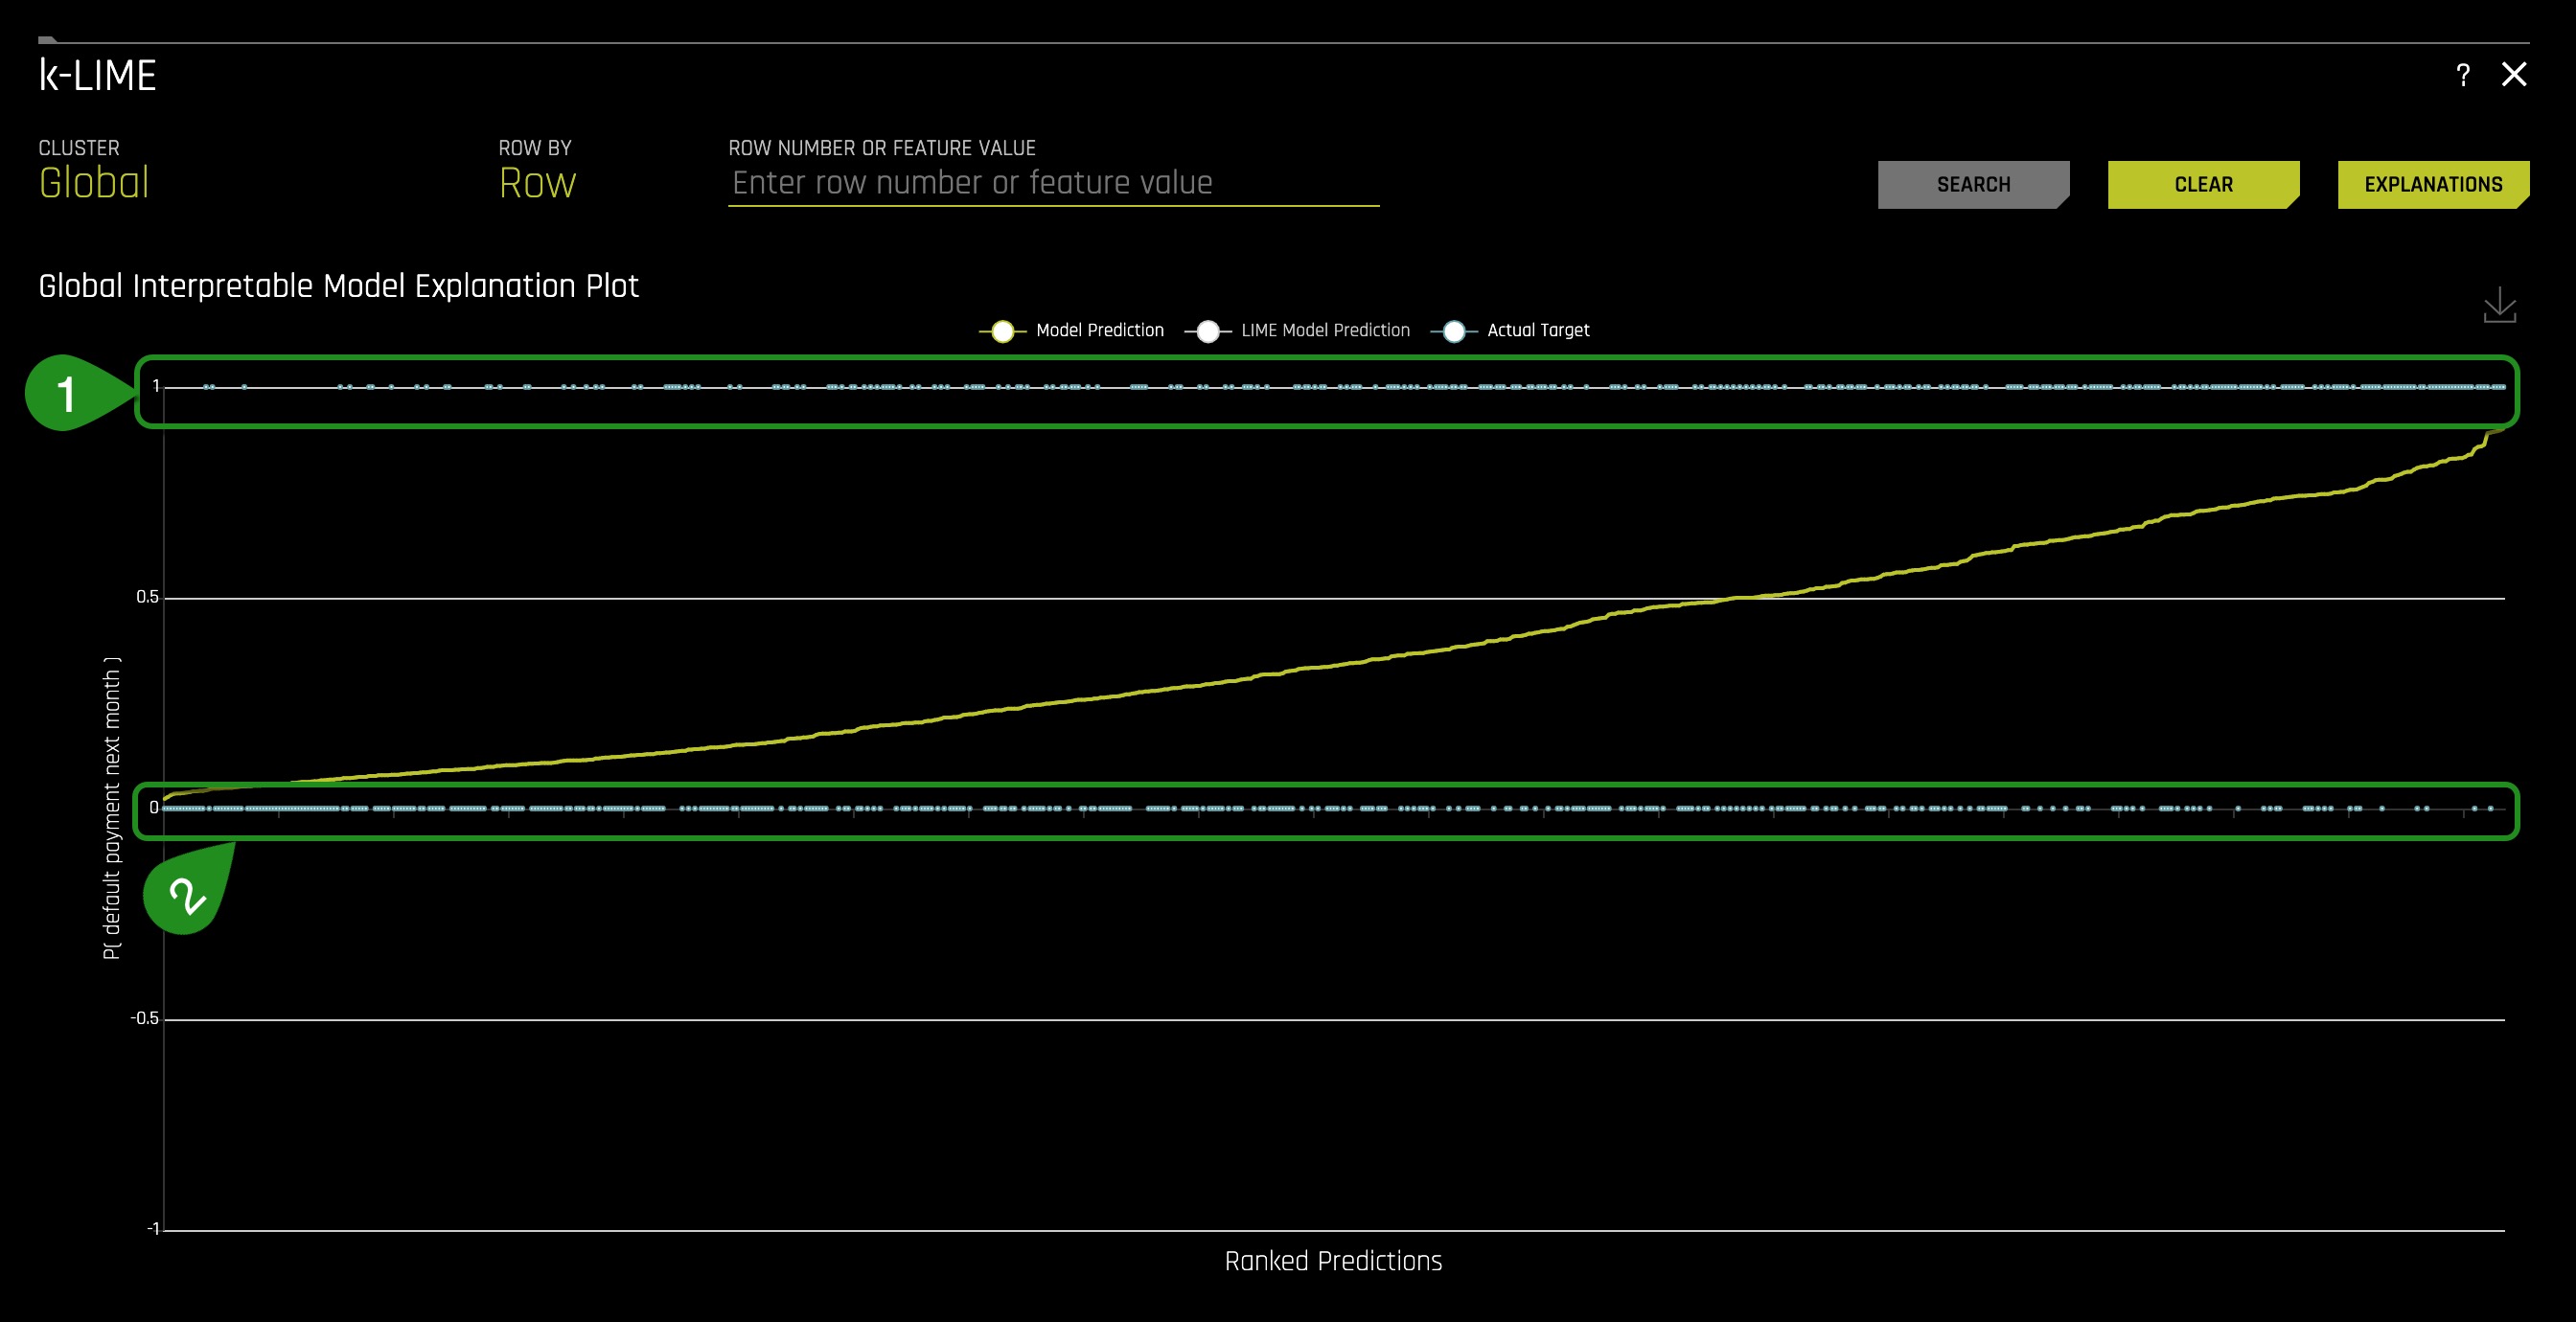 k-LIME
?
CLUSTER
Global
ROW BY
Row
ROW NUMBER OR FEATURE VALUE
Enter row number or feature value
SEARCH
CLEAR
EXPLANATIONS
Global Interpretable Model Explanation Plot
Model Prediction
LIME Model Prediction
Actual Target
1
1
0.5
P( default payment next month )
0
2
-0.5
-1
Ranked Predictions